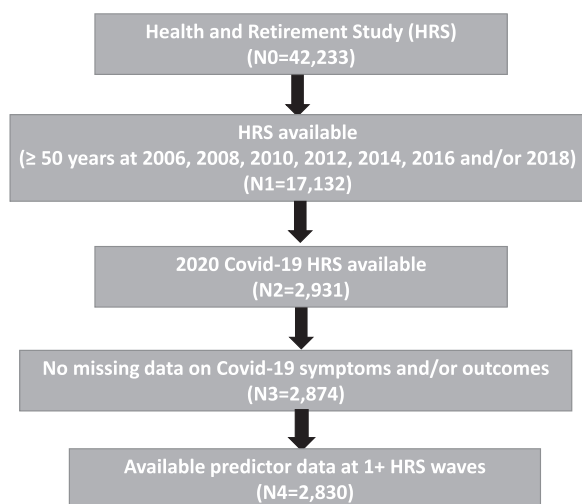 Health and Retirement Study (HRS)
(N0=42,233)
HRS available
(≥ 50 years at 2006, 2008, 2010, 2012, 2014, 2016 and/or 2018)
(N1=17,132)
2020 Covid-19 HRS available
(N2=2,931)
No missing data on Covid-19 symptoms and/or outcomes
(N3=2,874)
Available predictor data at 1+ HRS waves
(N4=2,830)